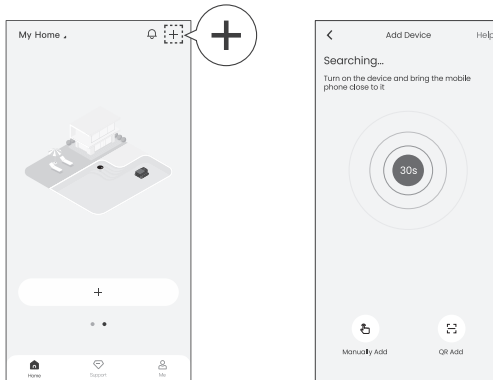 My Home
Home
Support
Me
Add Device
Help
Searching...
Turn on the device and bring the mobile
phone close to it
30s
Manually Add
QR Add